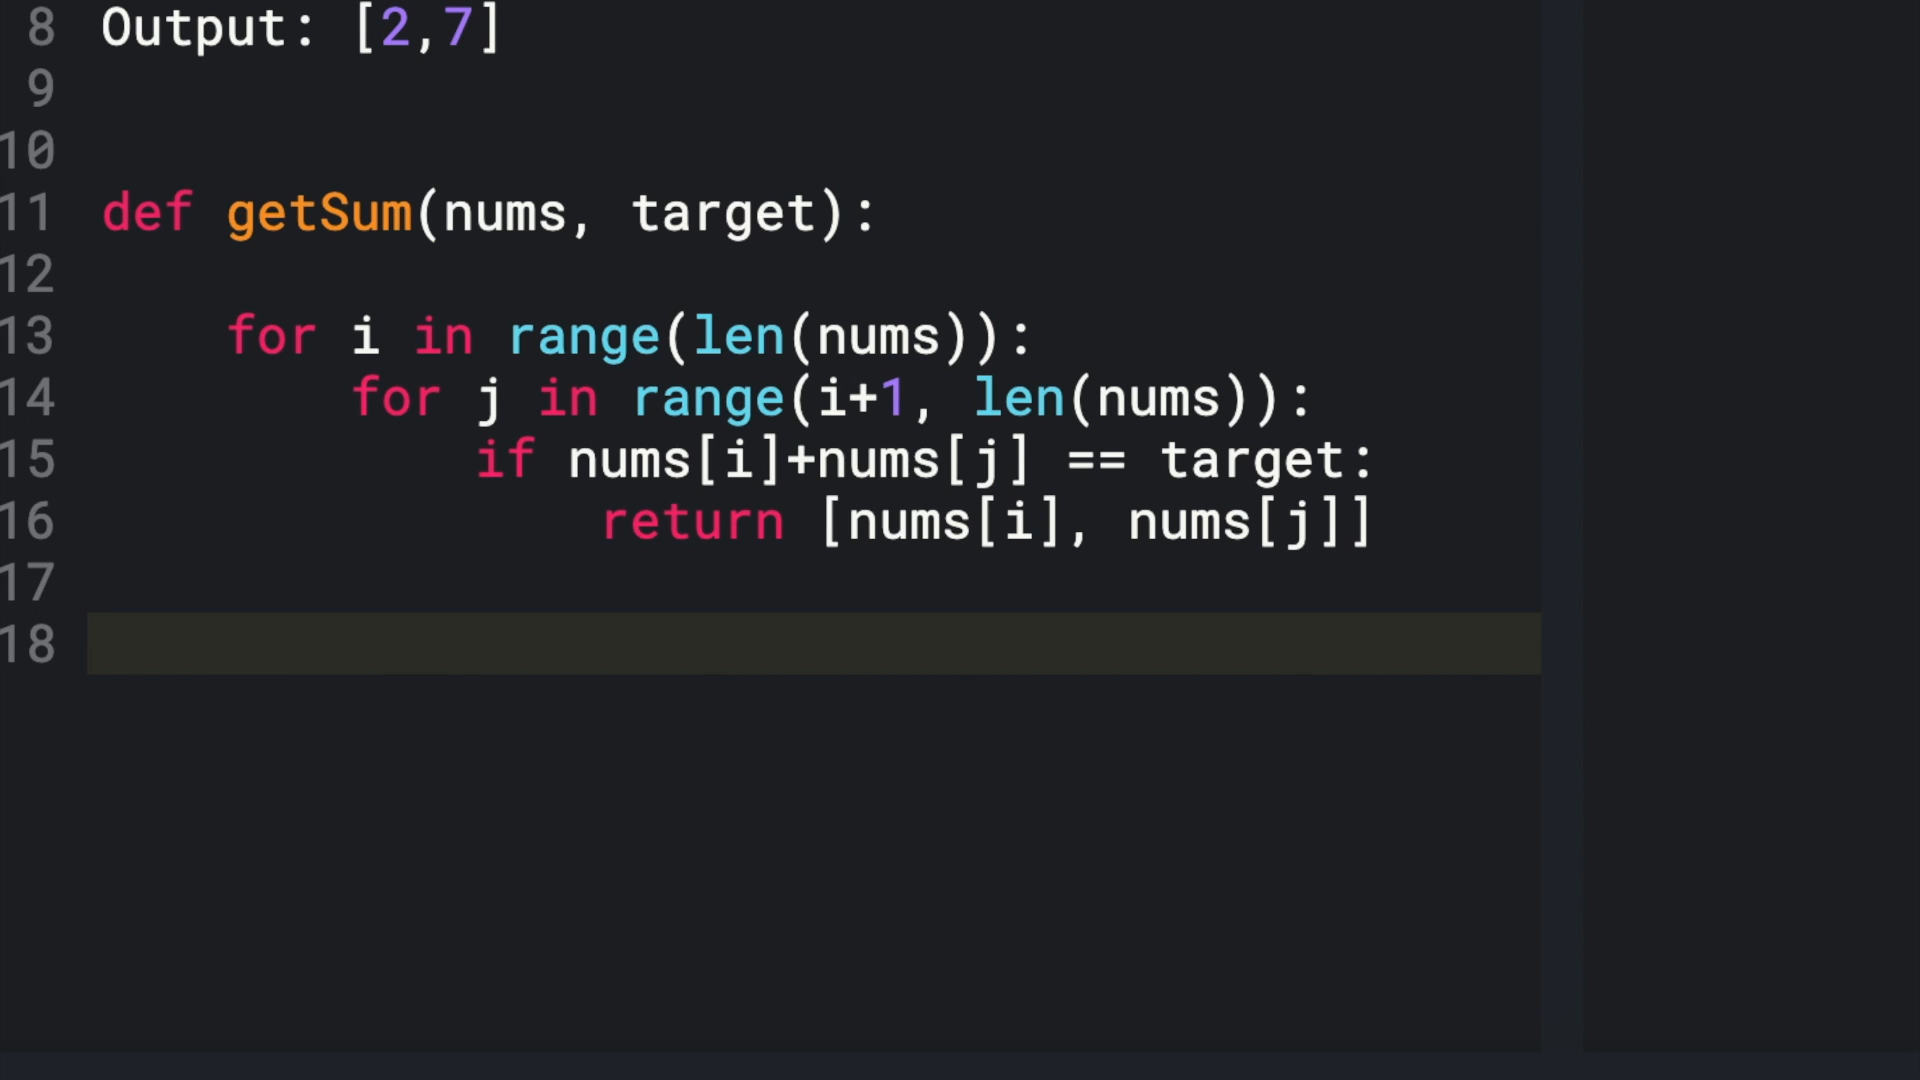 8 Output: [2,7]
9
10
11 def getSum(nums, target):
12
13     for i in range(len(nums)):
14         for j in range(i+1, len(nums)):
15             if nums[i]+nums[j] == target:
16                 return [nums[i], nums[j]]
17
18